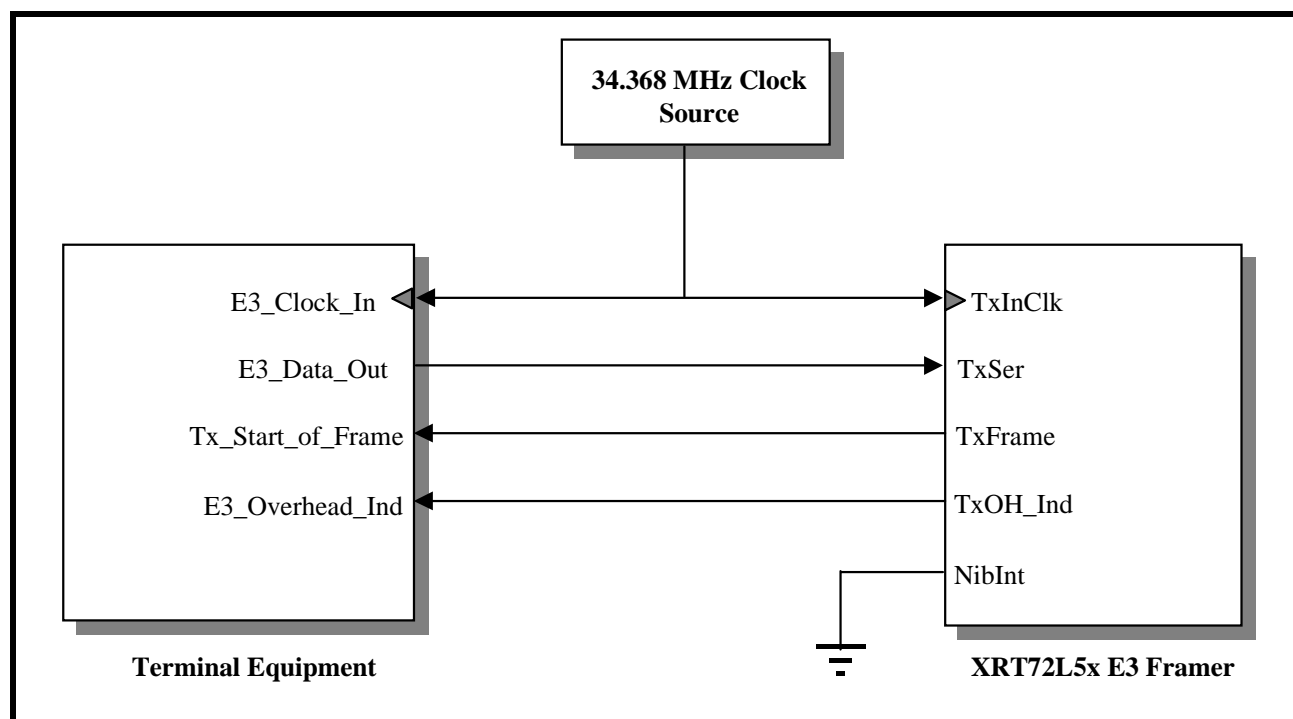 34.368 MHz Clock
Source
E3_Clock_In
TxInClk
E3_Data_Out
TxSer
Tx_Start_of_Frame
TxFrame
E3_Overhead_Ind
TxOH_Ind
NibInt
Terminal Equipment
XRT72L5x E3 Framer